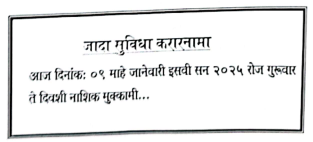 जादा सुविधा करारनामा
आज दिनांक: ०९ माहे जानेवारी इसवी सन २०२५ रोज गुरूवार
ते दिवशी नाशिक मुक्कामी...